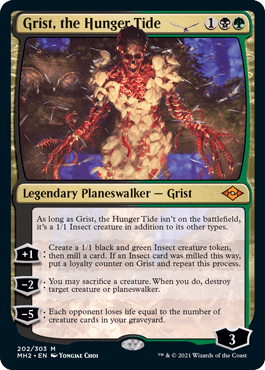 Grist, the Hunger Tide 1
Legendary Planeswalker — Grist
As long as Grist, the Hunger Tide isn't on the battlefield,
it's a 1/1 Insect creature in addition to its other types.
+1: Create a 1/1 black and green Insect creature token,
then mill a card. If an Insect card was milled this way,
put a loyalty counter on Grist and repeat this process.
−2: You may sacrifice a creature. When you do, destroy
target creature or planeswalker.
−5: Each opponent loses life equal to the number of
creature cards in your graveyard.
3
202/303 M
MH2 • EN YONGJAE CHOI
™ & © 2021 Wizards of the Coast